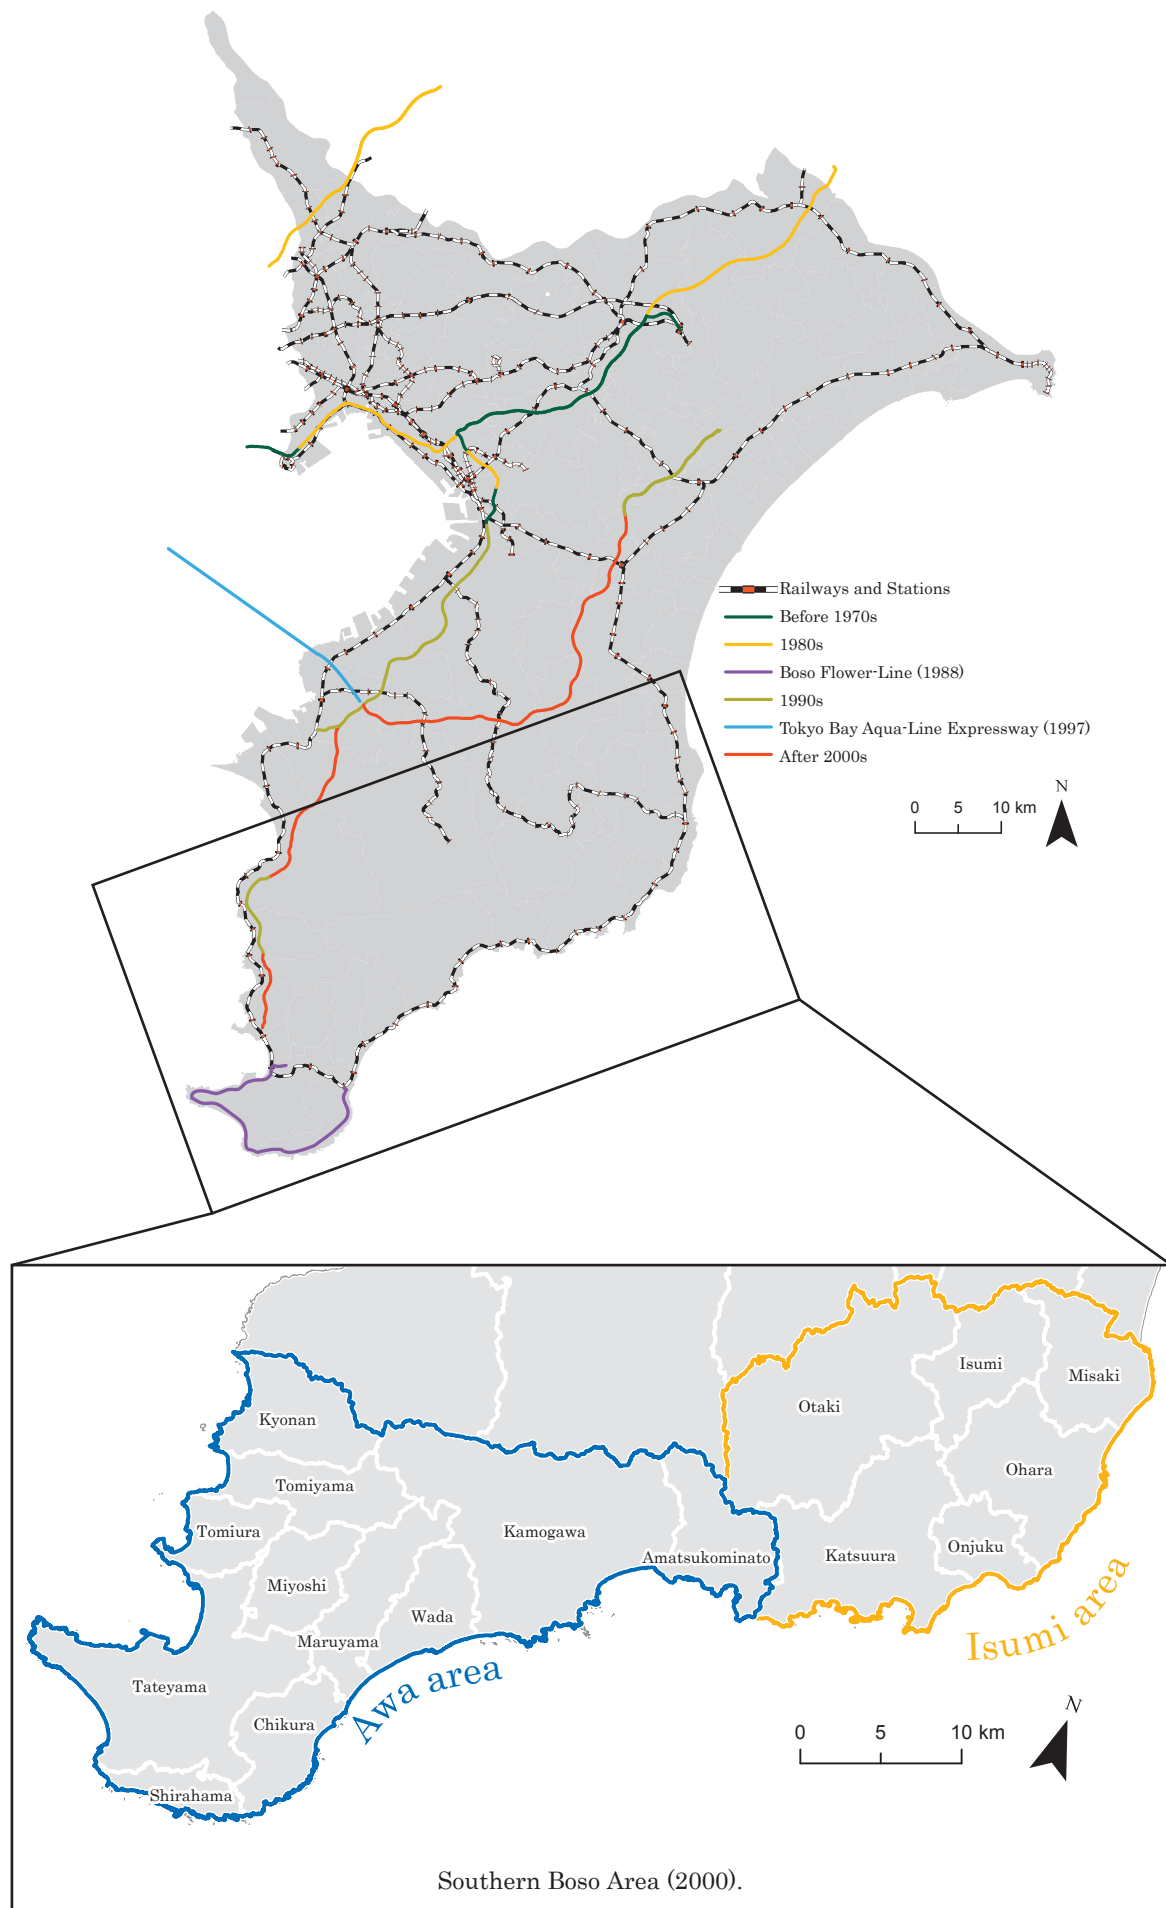 Railways and Stations
Before 1970s
1980s
Boso Flower-Line (1988)
1990s
Tokyo Bay Aqua-Line Expressway (1997)
After 2000s
N
0 5 10 km
Isumi
Misaki
Otaki
Kyonan
Ohara
Tomiyama
Tomiura
Kamogawa
Onjuku
Katsuura
Amatsukominato
Miyoshi
Wada
Maruyama
Isumi area
Awa area
Tateyama
Chikura
Shirahama
N
0 5 10 km
Southern Boso Area (2000).